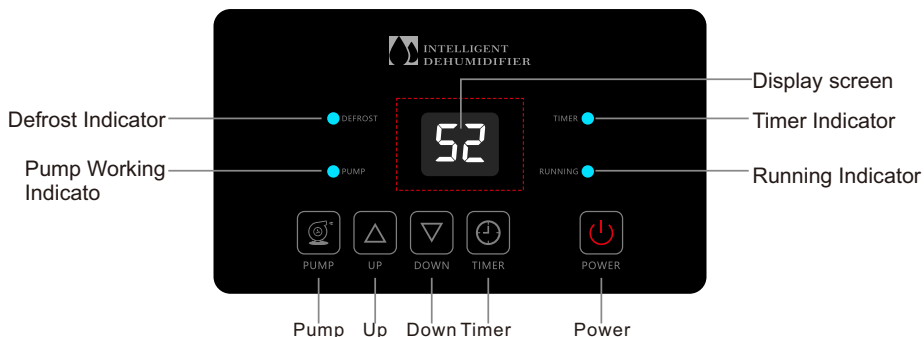 INTELLIGENT
DEHUMIDIFIER
Display screen
Defrost Indicator
DEFROST
52
TIMER
Timer Indicator
Pump Working
Indicato
PUMP
RUNNING
Running Indicator
PUMP
UP
DOWN
TIMER
POWER
Pump
Up
Down
Timer
Power